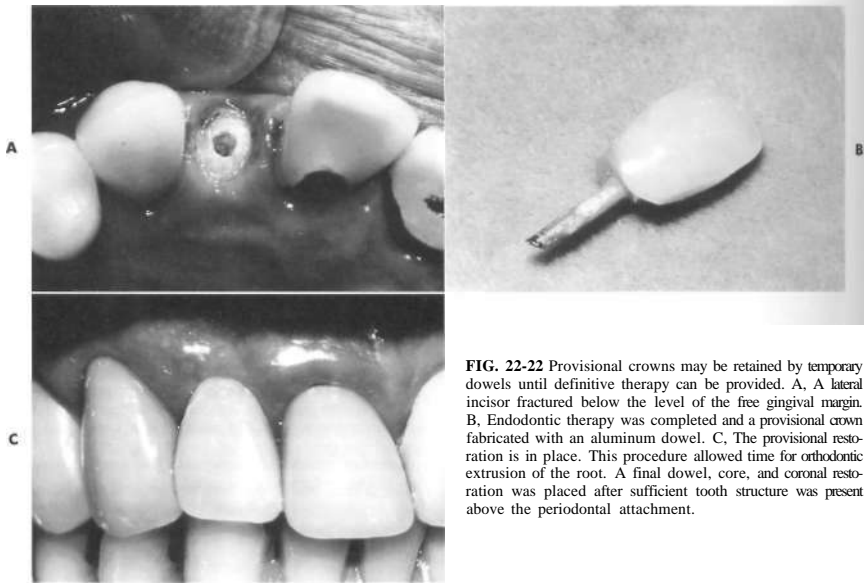 A
B
C
FIG. 22-22 Provisional crowns may be retained by temporary
dowels until definitive therapy can be provided. A, A lateral
incisor fractured below the level of the free gingival margin.
B, Endodontic therapy was completed and a provisional crown
fabricated with an aluminum dowel. C, The provisional resto-
ration is in place. This procedure allowed time for orthodontic
extrusion of the root. A final dowel, core, and coronal resto-
ration was placed after sufficient tooth structure was present
above the periodontal attachment.